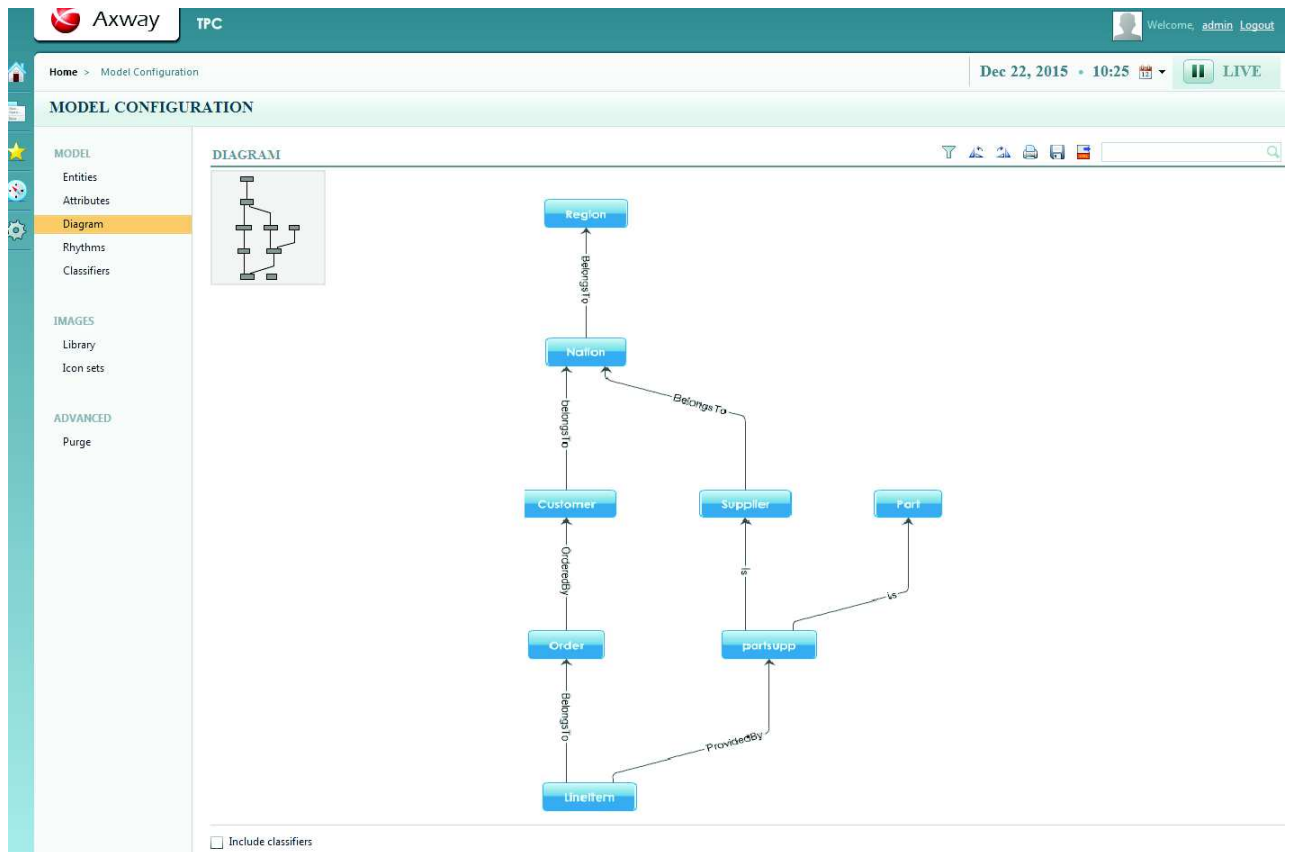 Axway
TPC
Welcome, admin Logout
Home > Model Configuration
Dec 22, 2015 • 10:25
LIVE
MODEL CONFIGURATION
MODEL
Entities
Attributes
Diagram
Rhythms
Classifiers
IMAGES
Library
Icon sets
ADVANCED
Purge
DIAGRAM
Region
BelongsTo
Nation
belongsTo
BelongsTo
Customer
Supplier
Part
OrderedBy
is
is
Order
partsupp
BelongsTo
ProvidedBy
LineItem
Include classifiers